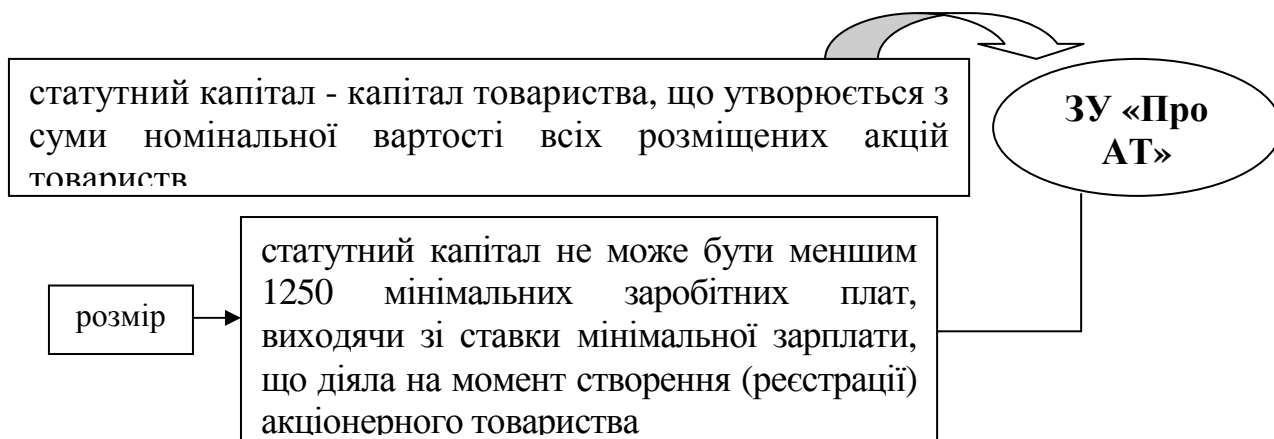 статутний капітал - капітал товариства, що утворюється з
суми номінальної вартості всіх розміщених акцій
товариств
ЗУ «Про
АТ»
розмір
статутний капітал не може бути меншим
1250 мінімальних заробітних плат,
виходячи зі ставки мінімальної зарплати,
що діяла на момент створення (реєстрації)
акціонерного товариства